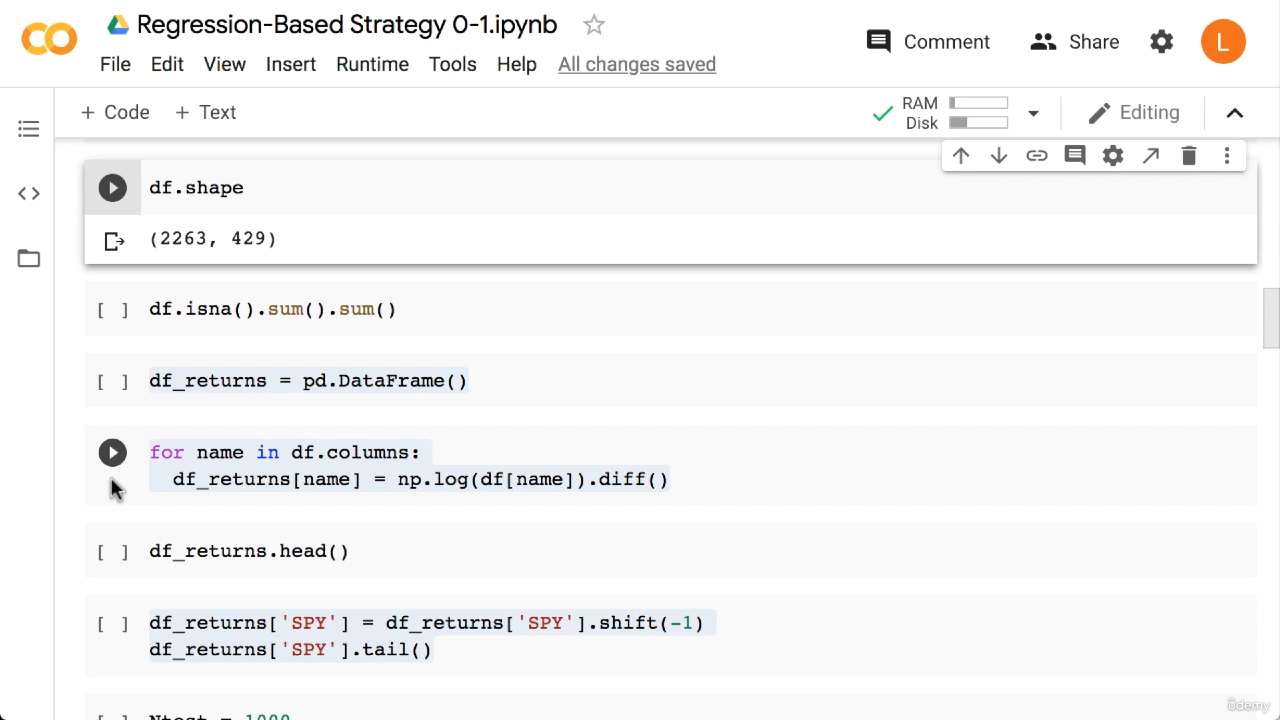 Regression-Based Strategy 0-1.ipynb
Comment
Share
L
File Edit View Insert Runtime Tools Help All changes saved
+ Code + Text
RAM
Disk
Editing
df.shape
(2263, 429)
[ ] df.isna().sum().sum()
[ ] df_returns = pd.DataFrame()
for name in df.columns:
df_returns[name] = np.log(df[name]).diff()
[ ] df_returns.head()
[ ] df_returns['SPY'] = df_returns['SPY'].shift(-1)
df_returns['SPY'].tail()
[ ] Ntest = 1000
ûdemy